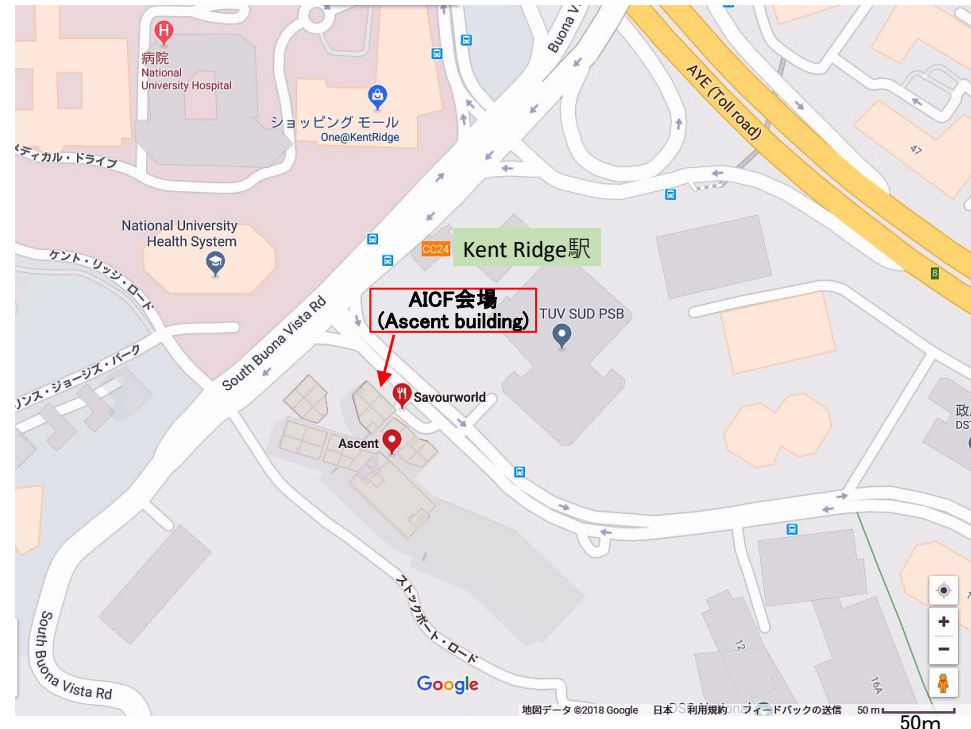 病院
National
University Hospital
ショッピング モール
One@KentRidge
Buona V
AYE (Toll road)
47
メディカル・ドライブ
National University
Health System
ケント・リッジ・ロード
CC24
Kent Ridge駅
8
AICF会場
(Ascent building)
TUV SUD PSB
South Buona Vista Rd
リンス・ジョージズ・パーク
Savourworld
Ascent
政
DST
ストックポート・ロード
South Buona Vista Rd
12
16A
Google
地図データ ©2018 Google 日本 利用規約 フィードバックの送信 50 m
50m